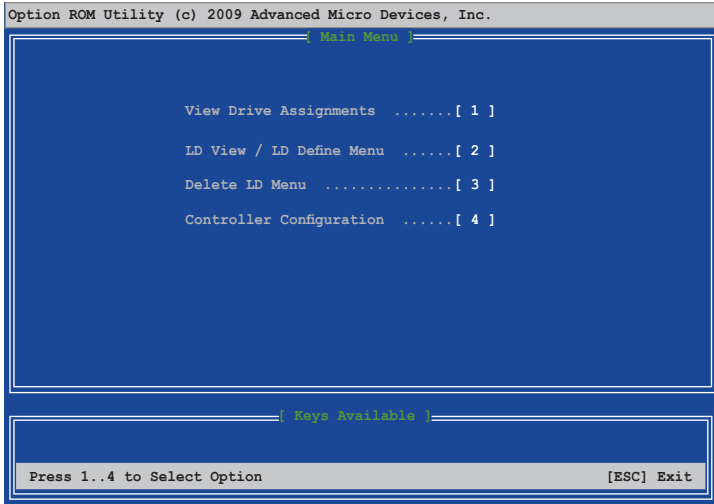 Option ROM Utility (c) 2009 Advanced Micro Devices, Inc.
[ Main Menu ]
View Drive Assignments .......[ 1 ]
LD View / LD Define Menu ......[ 2 ]
Delete LD Menu ...............[ 3 ]
Controller Configuration ......[ 4 ]
[ Keys Available ]
Press 1..4 to Select Option [ESC] Exit